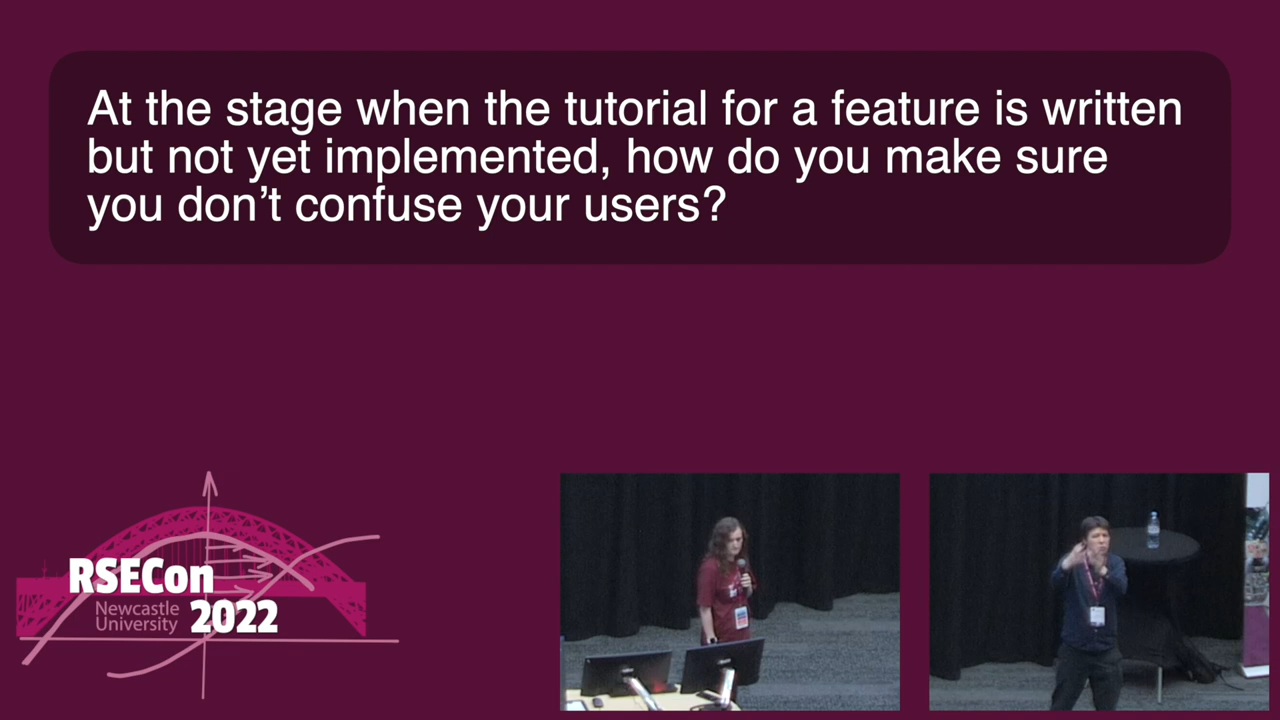 At the stage when the tutorial for a feature is written
but not yet implemented, how do you make sure
you don't confuse your users?
RSECon
Newcastle
University
2022